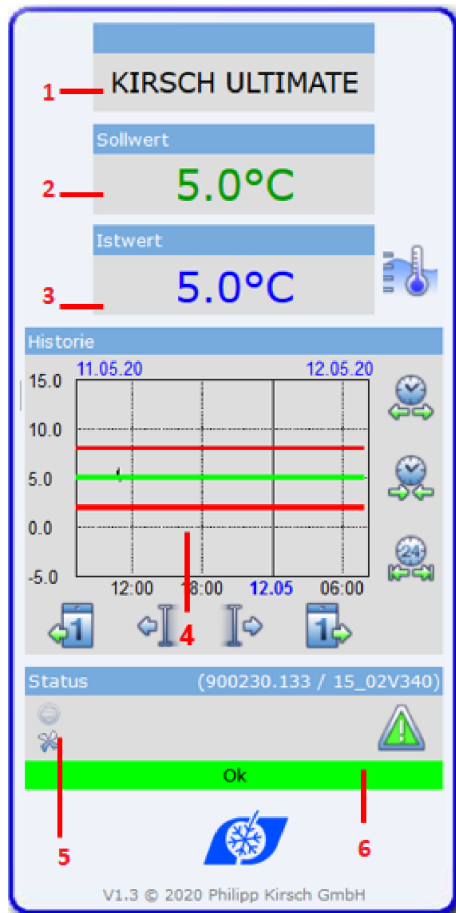 KIRSCH ULTIMATE
1
Sollwert
5.0°C
2
Istwert
5.0°C
3
Historie
11.05.20 12.05.20
15.0
10.0
5.0
0.0
-5.0
12:00 18:00 12.05 06:00
24
1 4 1
Status (900230.133 / 15_02V340)
Ok
5 6
V1.3 © 2020 Philipp Kirsch GmbH